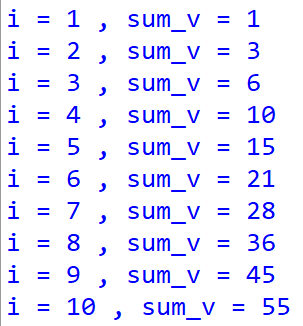 i = 1 , sum_v = 1
i = 2 , sum_v = 3
i = 3 , sum_v = 6
i = 4 , sum_v = 10
i = 5 , sum_v = 15
i = 6 , sum_v = 21
i = 7 , sum_v = 28
i = 8 , sum_v = 36
i = 9 , sum_v = 45
i = 10 , sum_v = 55